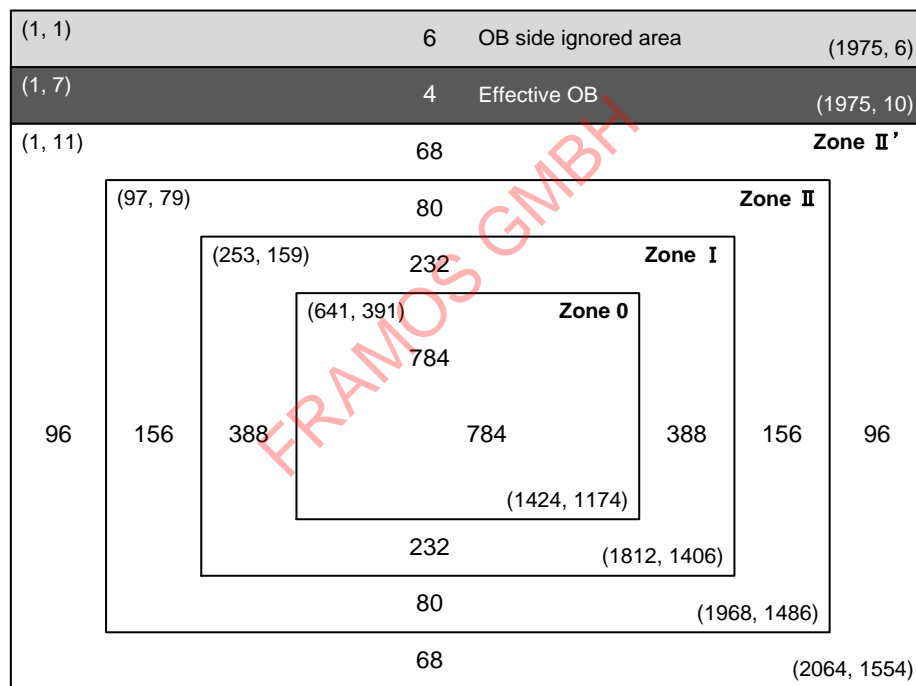 (1, 1)
6 OB side ignored area
(1975, 6)
(1, 7)
4 Effective OB
(1975, 10)
(1, 11)
68
Zone Ⅱ’
(97, 79)
80
Zone Ⅱ
(253, 159)
232
Zone Ⅰ
(641, 391)
Zone 0
784
96 156 388 784 388 156 96
(1424, 1174)
232
(1812, 1406)
80
(1968, 1486)
68
(2064, 1554)
FRAMOS GMBH